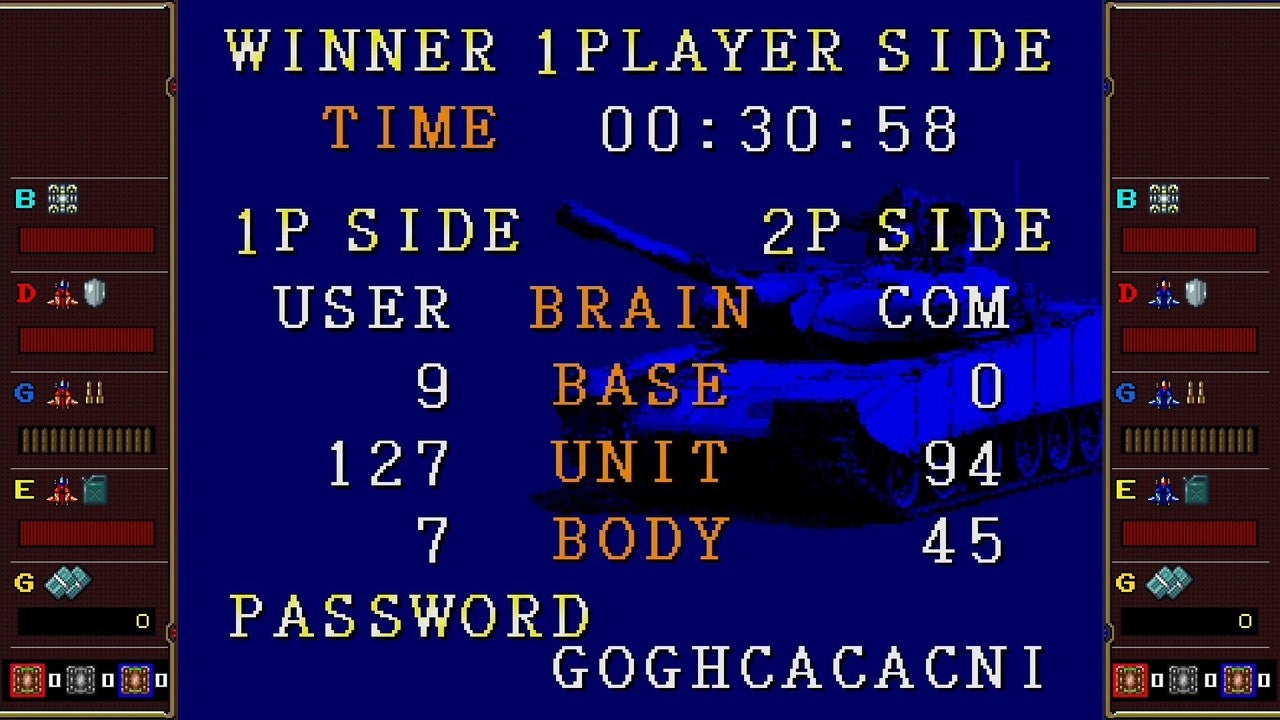 WINNER 1PLAYER SIDE
TIME 00:30:58
1P SIDE 2P SIDE
USER BRAIN COM
9 BASE 0
127 UNIT 94
7 BODY 45
PASSWORD
GOGHCACACNI
B
D
G
E
G
0
0 0 0
B
D
G
E
G
0
0 0 0